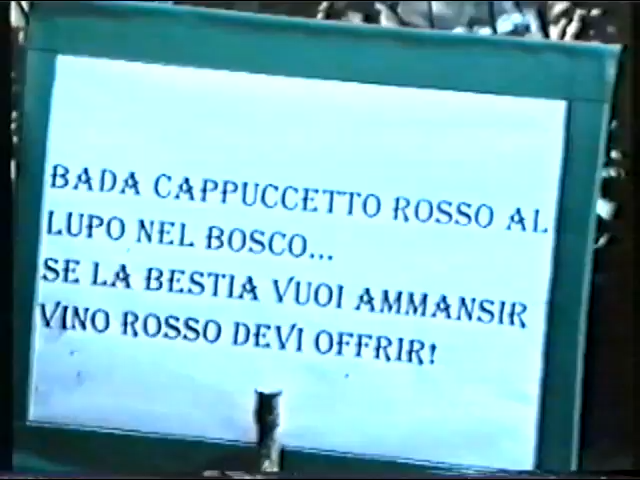 BADA CAPPUCCETTO ROSSO AL
LUPO NEL BOSCO...
SE LA BESTIA VUOI AMMANSIR
VINO ROSSO DEVI OFFRIR!